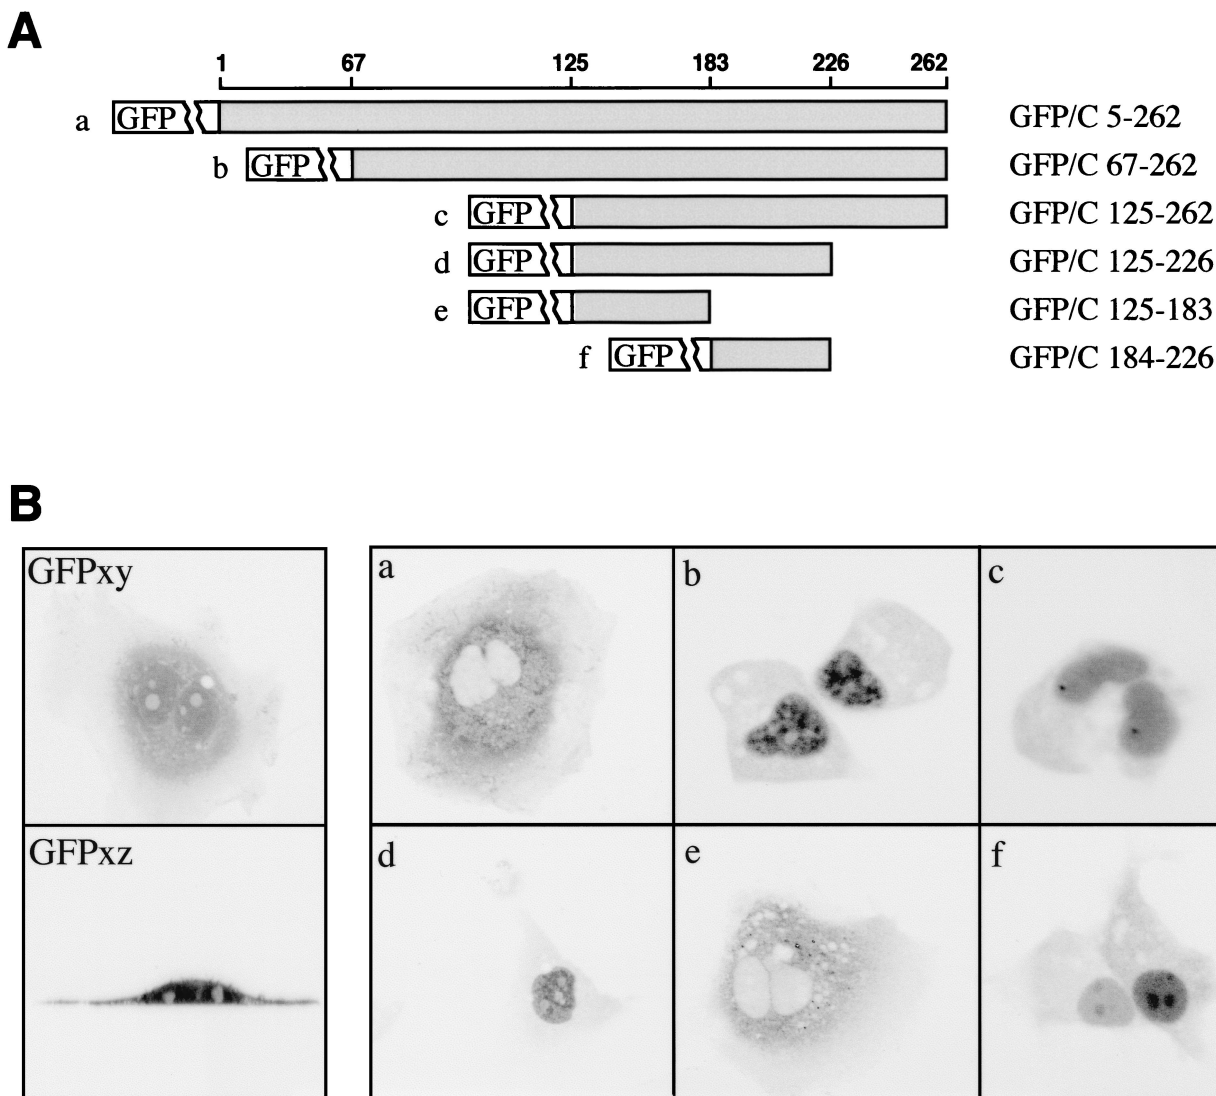 A
1 67 125 183 226 262
a GFP GFP/C 5-262
b GFP GFP/C 67-262
c GFP GFP/C 125-262
d GFP GFP/C 125-226
e GFP GFP/C 125-183
f GFP GFP/C 184-226
B
GFPxy a b c
GFPxz d e f